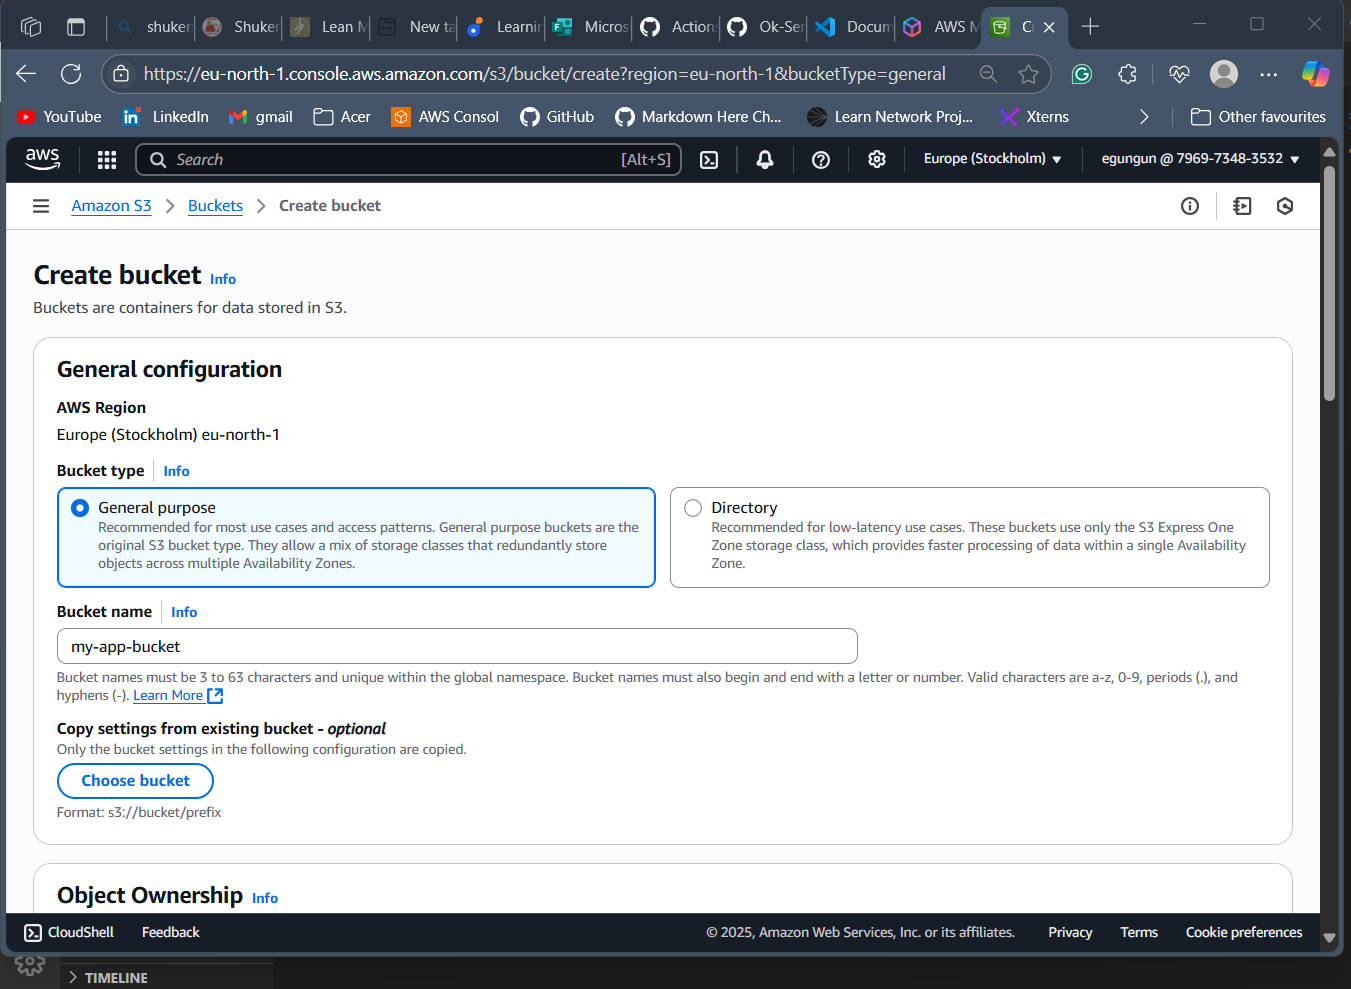 shuker
Shuker
Lean M
New ta
Learnin
Micros
Action
Ok-Ser
Docum
AWS M
https://eu-north-1.console.aws.amazon.com/s3/bucket/create?region=eu-north-1&bucketType=general
YouTube
LinkedIn
gmail
Acer
AWS Consol
GitHub
Markdown Here Ch...
Learn Network Proj...
Xterns
Other favourites
aws
Search
[Alt+S]
Europe (Stockholm)
egungun @ 7969-7348-3532
Amazon S3
Buckets
Create bucket
Create bucket Info
Buckets are containers for data stored in S3.
General configuration
AWS Region
Europe (Stockholm) eu-north-1
Bucket type Info
General purpose
Recommended for most use cases and access patterns. General purpose buckets are the
original S3 bucket type. They allow a mix of storage classes that redundantly store
objects across multiple Availability Zones.
Directory
Recommended for low-latency use cases. These buckets use only the S3 Express One
Zone storage class, which provides faster processing of data within a single Availability
Zone.
Bucket name Info
my-app-bucket
Bucket names must be 3 to 63 characters and unique within the global namespace. Bucket names must also begin and end with a letter or number. Valid characters are a-z, 0-9, periods (.), and
hyphens (-). Learn More
Copy settings from existing bucket - optional
Only the bucket settings in the following configuration are copied.
Choose bucket
Format: s3://bucket/prefix
Object Ownership Info
CloudShell
Feedback
© 2025, Amazon Web Services, Inc. or its affiliates.
Privacy
Terms
Cookie preferences
TIMELINE